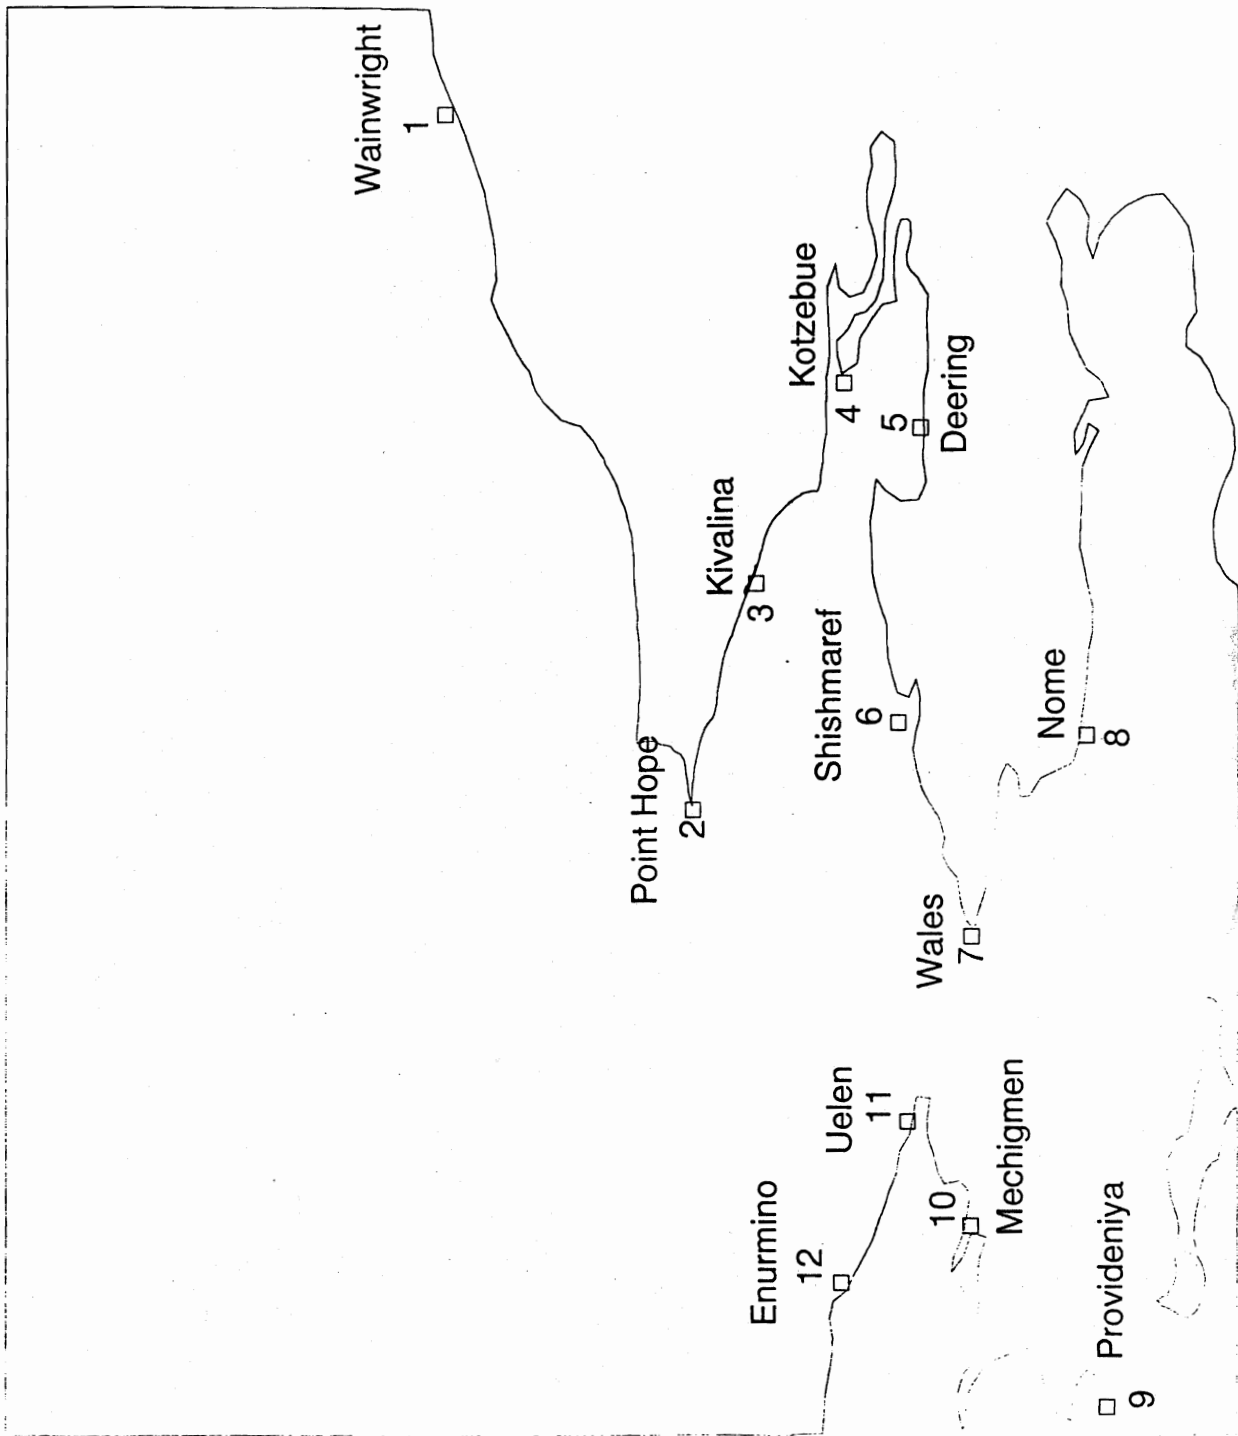 Wainwright
1
Point Hope
2
Kivalina
3
Kotzebue
4
5
Deering
Shishmaref
6
Wales
7
Nome
8
Provideniya
9
10
Mechigmen
Uelen
11
Enurmino
12